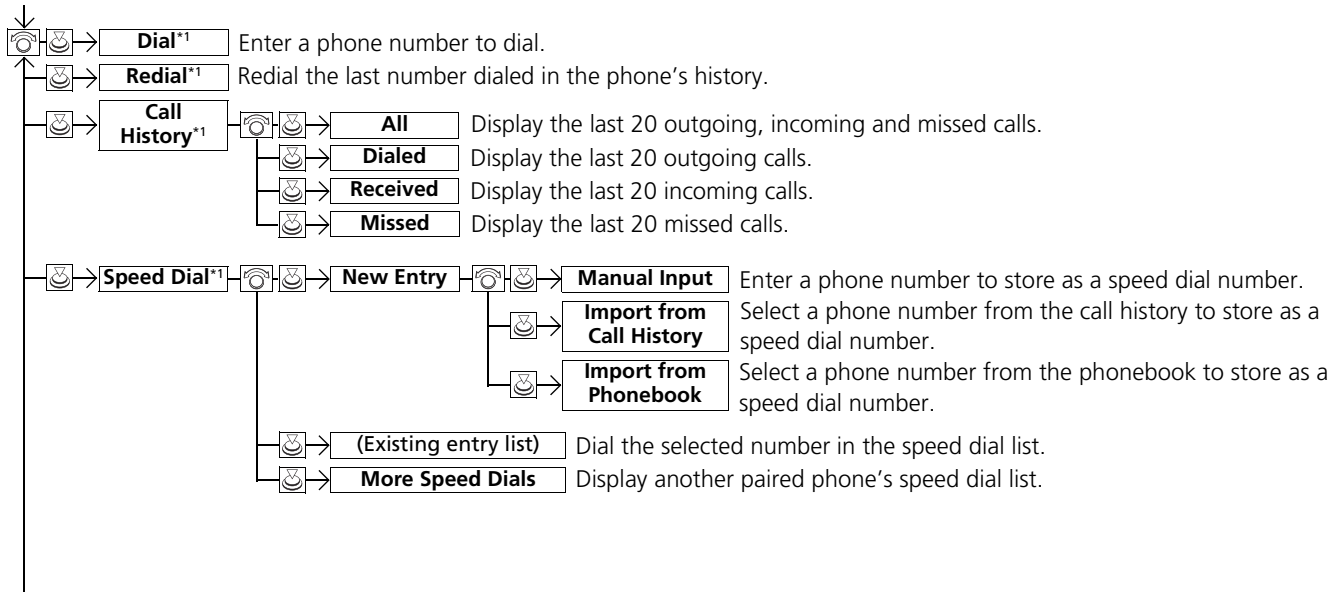 Dial*1 Enter a phone number to dial.
Redial*1 Redial the last number dialed in the phone’s history.
Call
History*1
All Display the last 20 outgoing, incoming and missed calls.
Dialed Display the last 20 outgoing calls.
Received Display the last 20 incoming calls.
Missed Display the last 20 missed calls.
Speed Dial*1 New Entry Manual Input Enter a phone number to store as a speed dial number.
Import from
Call History
Select a phone number from the call history to store as a
speed dial number.
Import from
Phonebook
Select a phone number from the phonebook to store as a
speed dial number.
(Existing entry list) Dial the selected number in the speed dial list.
More Speed Dials Display another paired phone’s speed dial list.